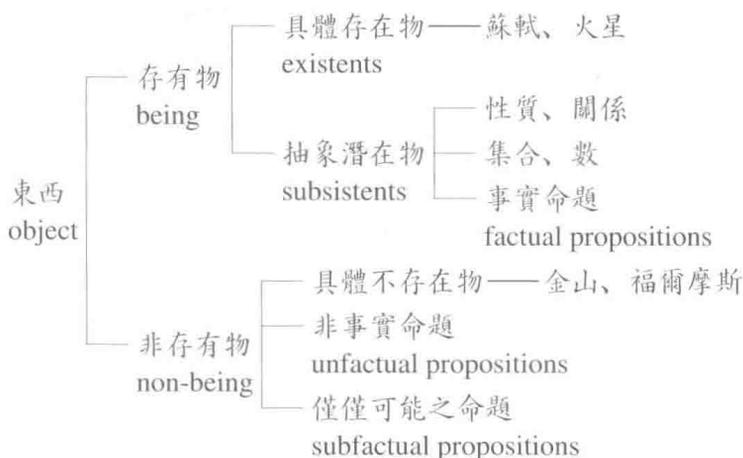 具體存在物——蘇軾、火星
existents
存有物
being
性質、關係
抽象潛在物
集合、數
subsistents
事實命題
factual propositions
東西
object
具體不存在物——金山、福爾摩斯
非事實命題
unfactual propositions
非存有物
non-being
僅僅可能之命題
subfactual propositions